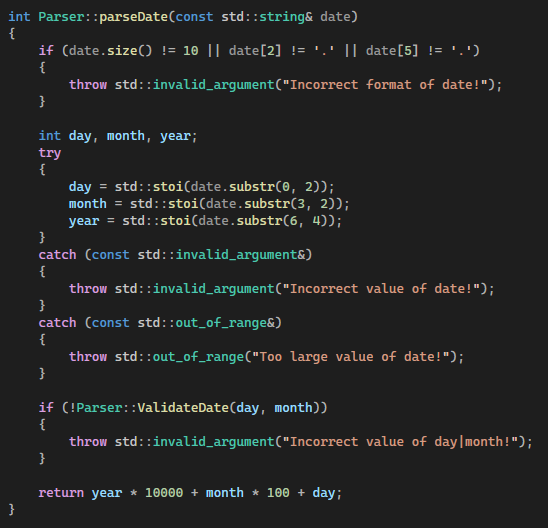 int Parser::parseDate(const std::string& date)
{
    if (date.size() != 10 || date[2] != '.' || date[5] != '.')
    {
        throw std::invalid_argument("Incorrect format of date!");
    }

    int day, month, year;
    try
    {
        day = std::stoi(date.substr(0, 2));
        month = std::stoi(date.substr(3, 2));
        year = std::stoi(date.substr(6, 4));
    }
    catch (const std::invalid_argument&)
    {
        throw std::invalid_argument("Incorrect value of date!");
    }
    catch (const std::out_of_range&)
    {
        throw std::out_of_range("Too large value of date!");
    }

    if (!Parser::ValidateDate(day, month))
    {
        throw std::invalid_argument("Incorrect value of day|month!");
    }

    return year * 10000 + month * 100 + day;
}